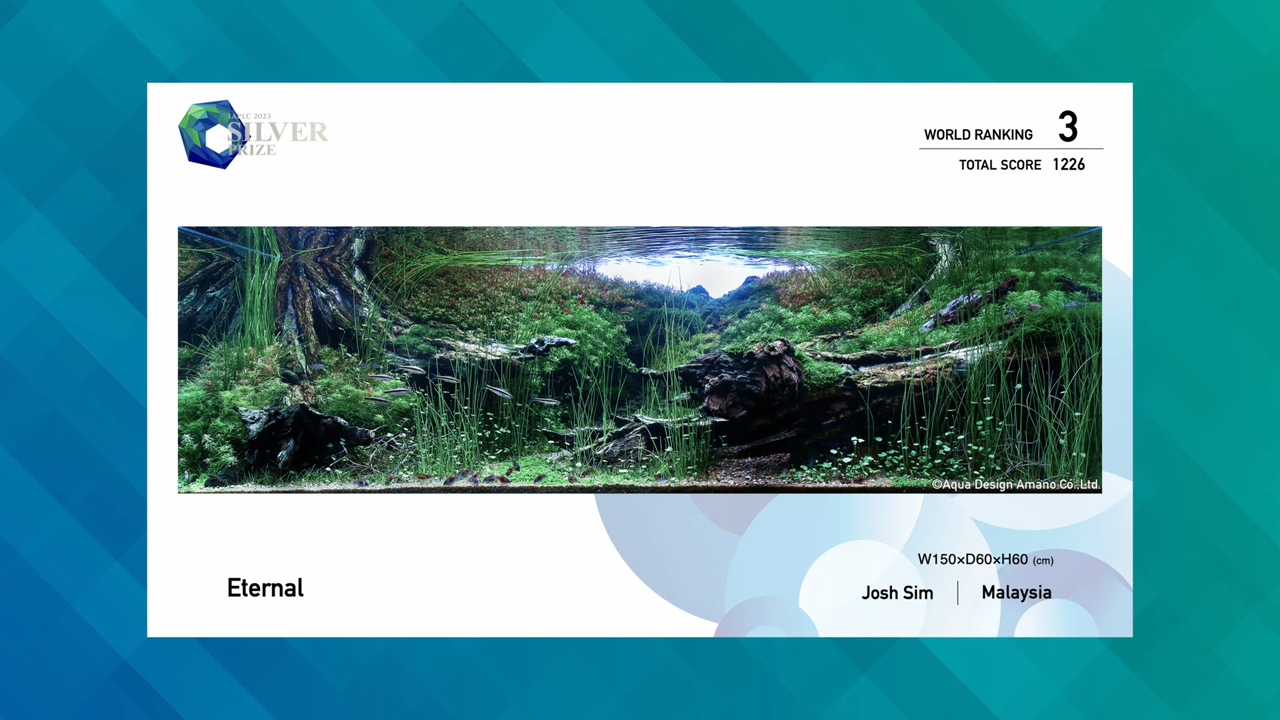 IAPLC 2023
SILVER
PRIZE
WORLD RANKING 3
TOTAL SCORE 1226
©Aqua Design Amano Co.,Ltd.
W150×D60×H60 (cm)
Eternal
Josh Sim | Malaysia